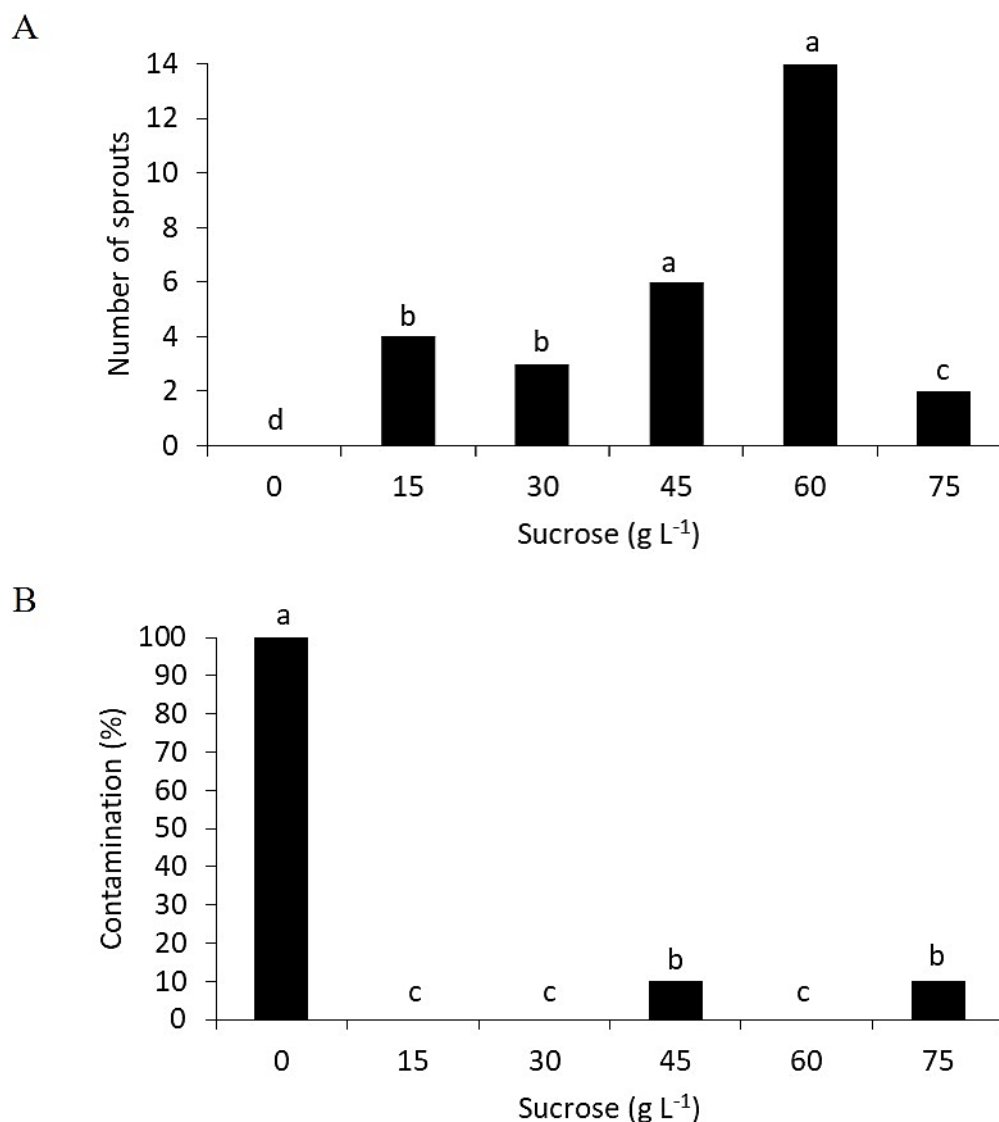 A
a
14
12
10
8
6
4
2
0
Number of sprouts
d
b
b
a
c
0 15 30 45 60 75
Sucrose (g L⁻¹)
B
a
100
90
80
70
60
50
40
30
20
10
0
Contamination (%)
c
c
b
c
b
0 15 30 45 60 75
Sucrose (g L⁻¹)